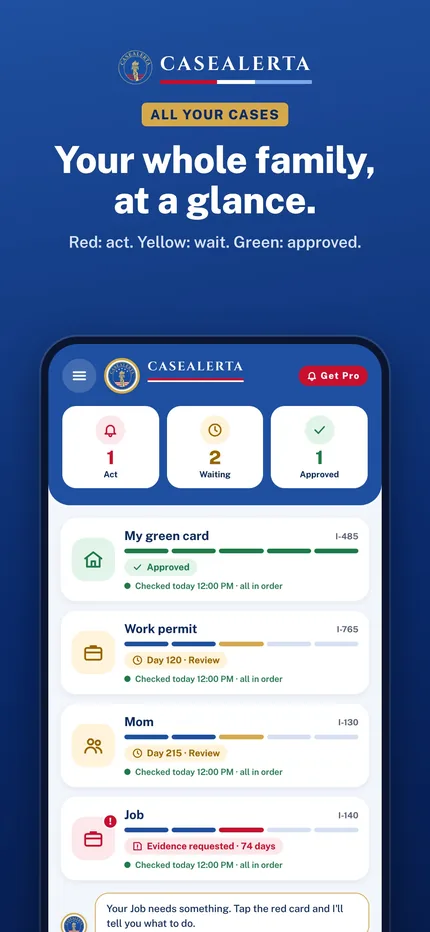 CASEALERTA
ALL YOUR CASES
Your whole family,
at a glance.
Red: act. Yellow: wait. Green: approved.
CASEALERTA
Get Pro
1
Act
2
Waiting
1
Approved
My green card
I-485
Approved
Checked today 12:00 PM · all in order
Work permit
I-765
Day 120 · Review
Checked today 12:00 PM · all in order
Mom
I-130
Day 215 · Review
Checked today 12:00 PM · all in order
Job
I-140
Evidence requested · 74 days
Checked today 12:00 PM · all in order
Your Job needs something. Tap the red card and I'll
tell you what to do.